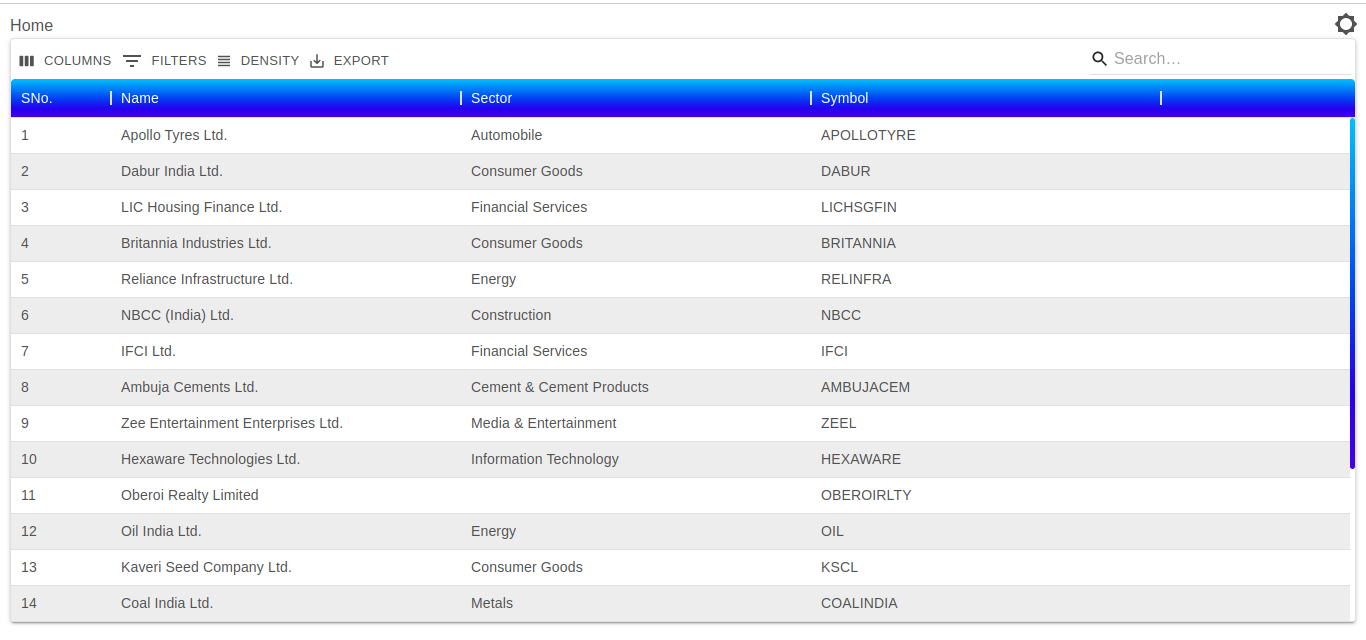 Home
COLUMNS FILTERS DENSITY EXPORT Search…
SNo. Name Sector Symbol
1 Apollo Tyres Ltd. Automobile APOLLOTYRE
2 Dabur India Ltd. Consumer Goods DABUR
3 LIC Housing Finance Ltd. Financial Services LICHSGFIN
4 Britannia Industries Ltd. Consumer Goods BRITANNIA
5 Reliance Infrastructure Ltd. Energy RELINFRA
6 NBCC (India) Ltd. Construction NBCC
7 IFCI Ltd. Financial Services IFCI
8 Ambuja Cements Ltd. Cement & Cement Products AMBUJACEM
9 Zee Entertainment Enterprises Ltd. Media & Entertainment ZEEL
10 Hexaware Technologies Ltd. Information Technology HEXAWARE
11 Oberoi Realty Limited OBEROIRLTY
12 Oil India Ltd. Energy OIL
13 Kaveri Seed Company Ltd. Consumer Goods KSCL
14 Coal India Ltd. Metals COALINDIA